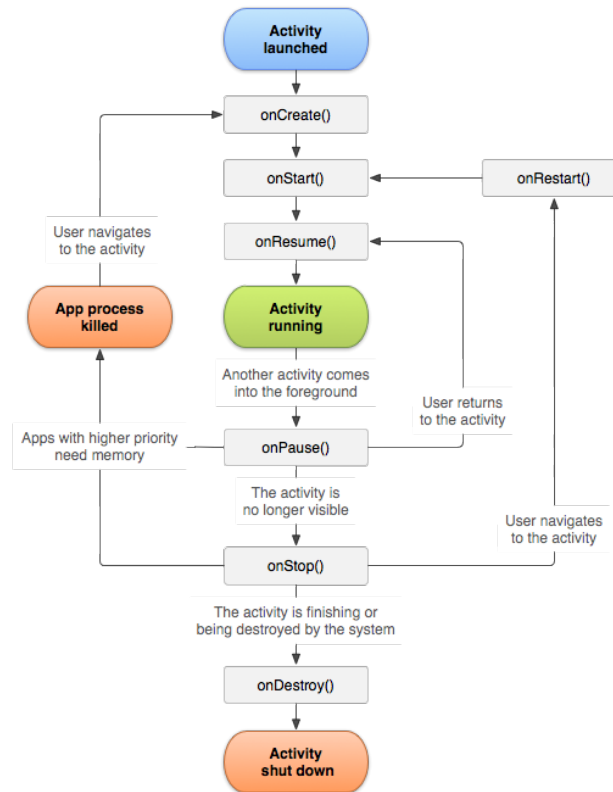 Activity
launched
onCreate()
onStart()
onRestart()
User navigates
to the activity
onResume()
App process
killed
Activity
running
Another activity comes
into the foreground
User returns
to the activity
Apps with higher priority
need memory
onPause()
The activity is
no longer visible
User navigates
to the activity
onStop()
The activity is finishing or
being destroyed by the system
onDestroy()
Activity
shut down